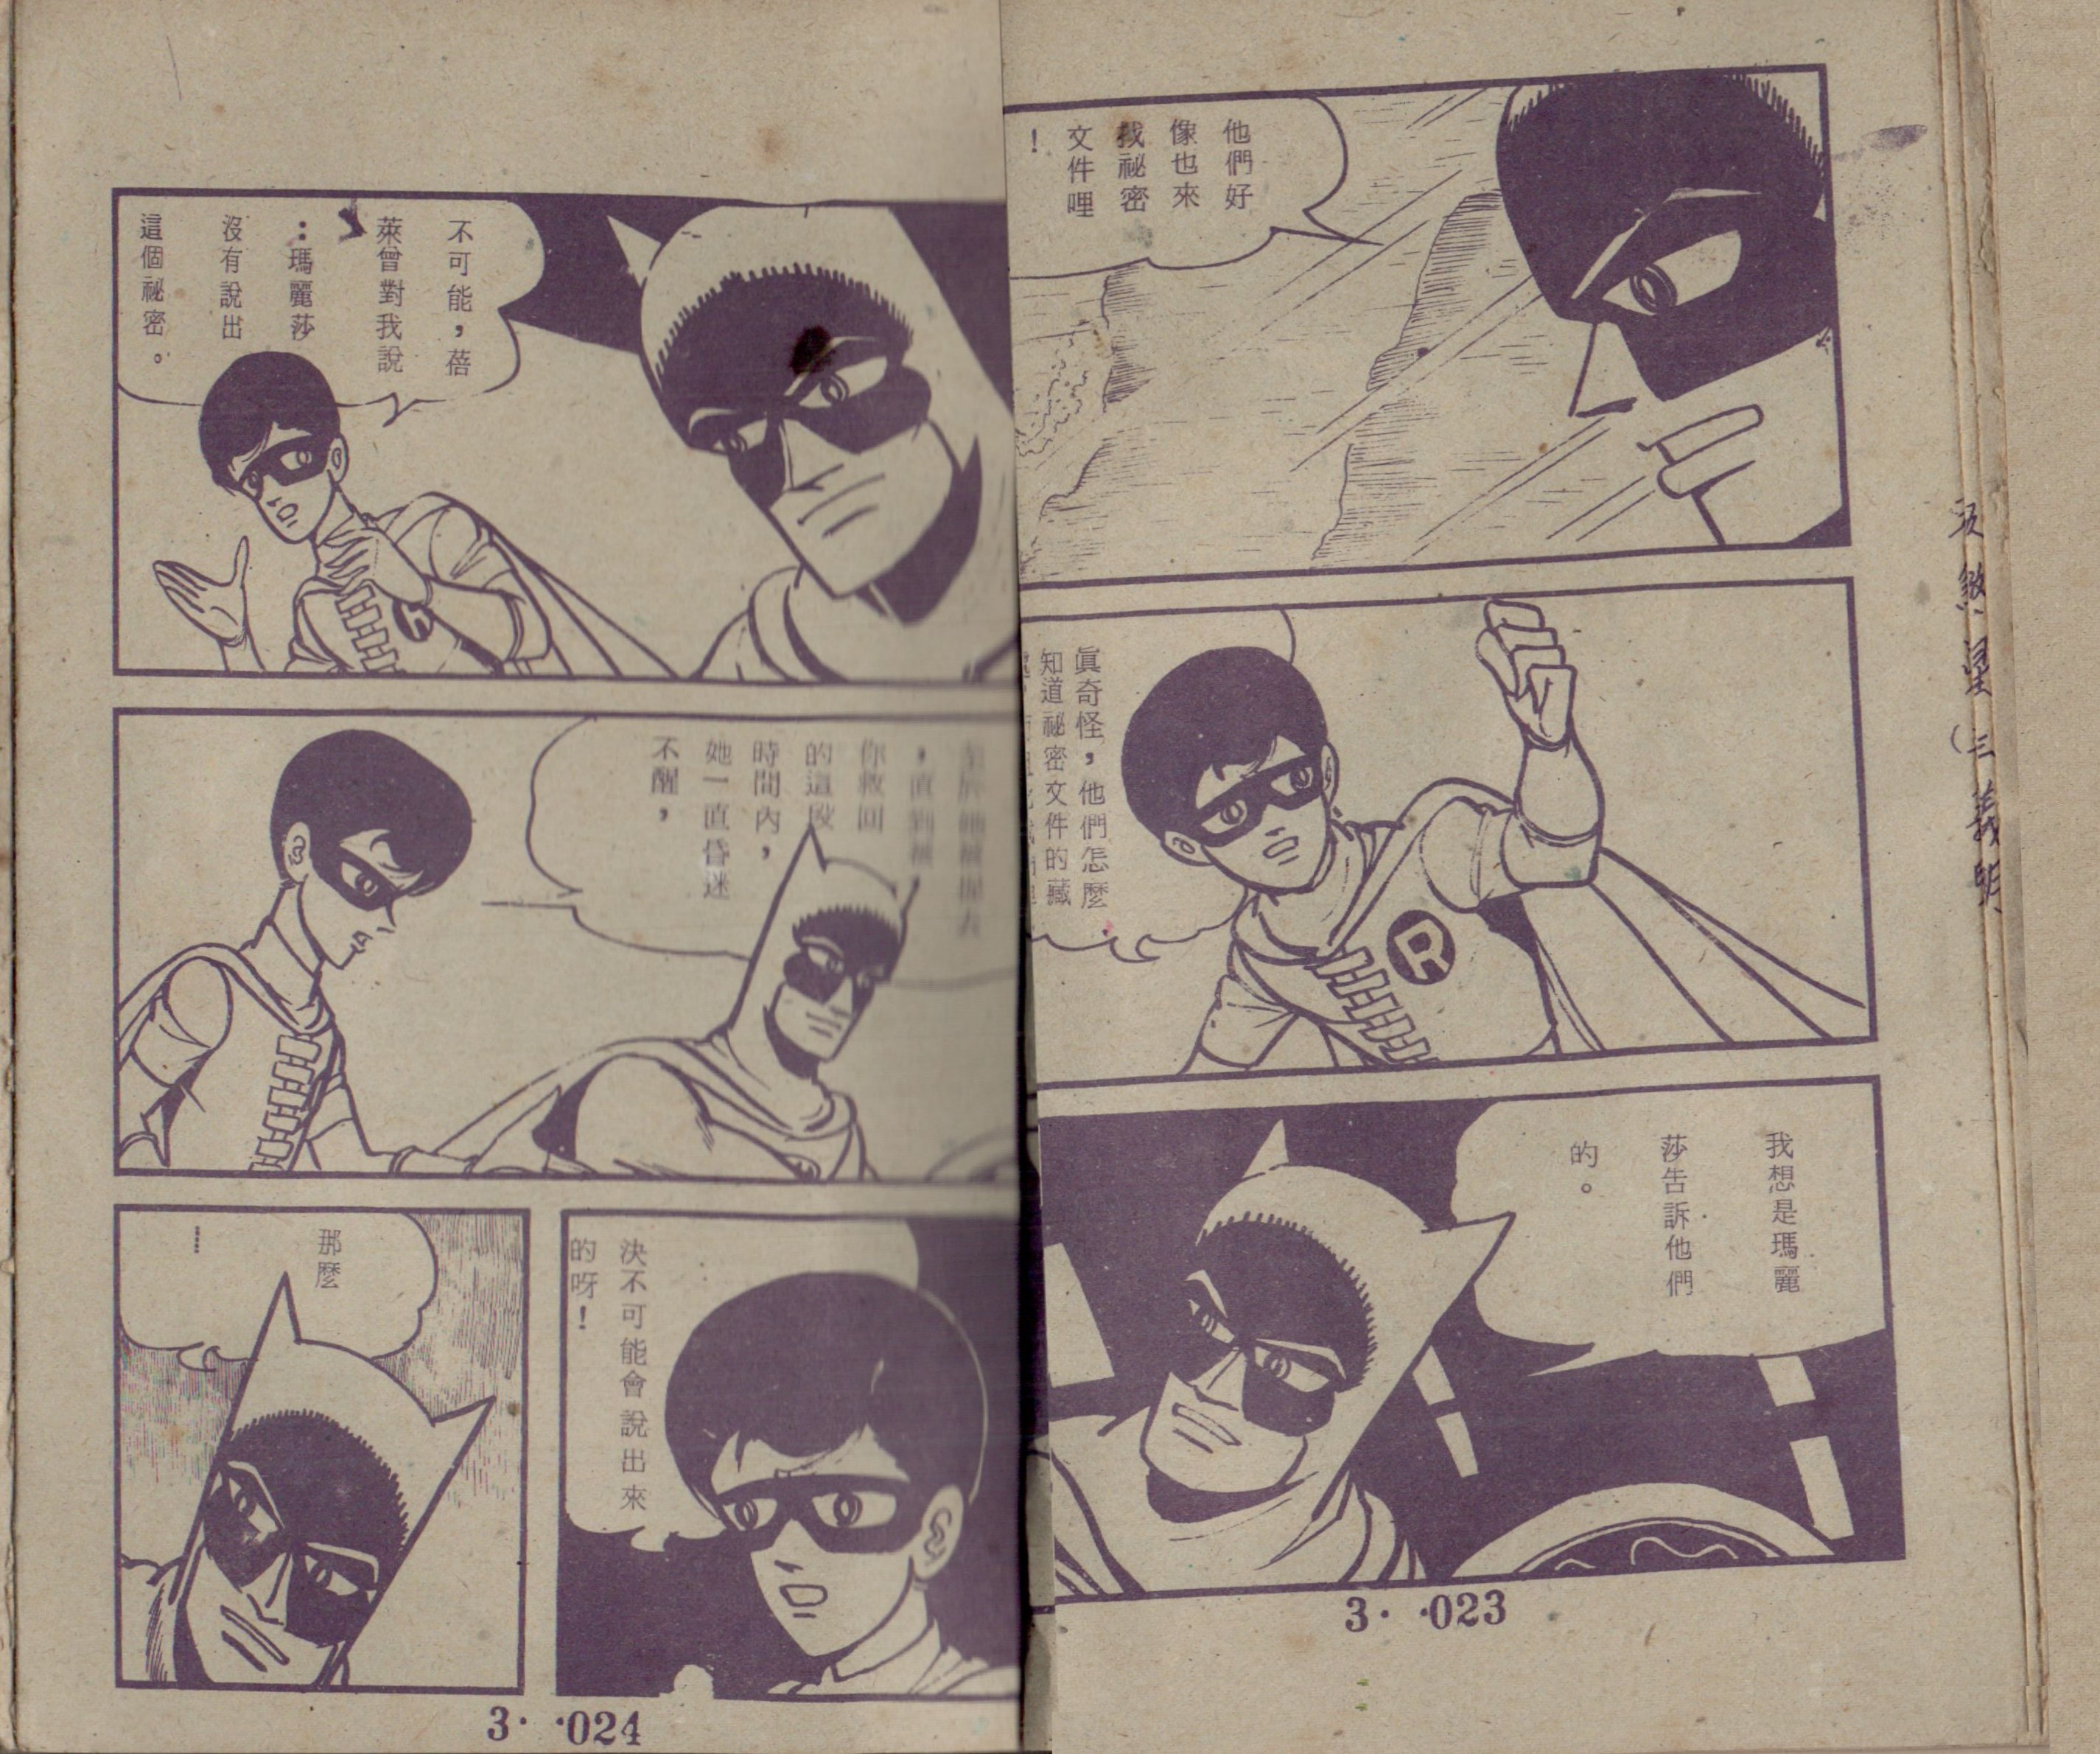 他們好
像也來
找祕密
文件哩
！
眞奇怪，他們怎麼
知道祕密文件的藏
R
我想是瑪麗
莎告訴他們
的。
3··023
不可能，蓓
萊曾對我說
：瑪麗莎
沒有說出
這個祕密。
R
你救回
的這段
時間內，
她一直昏迷
不醒，
決不可能會說出來
的呀！
那麼
3··024